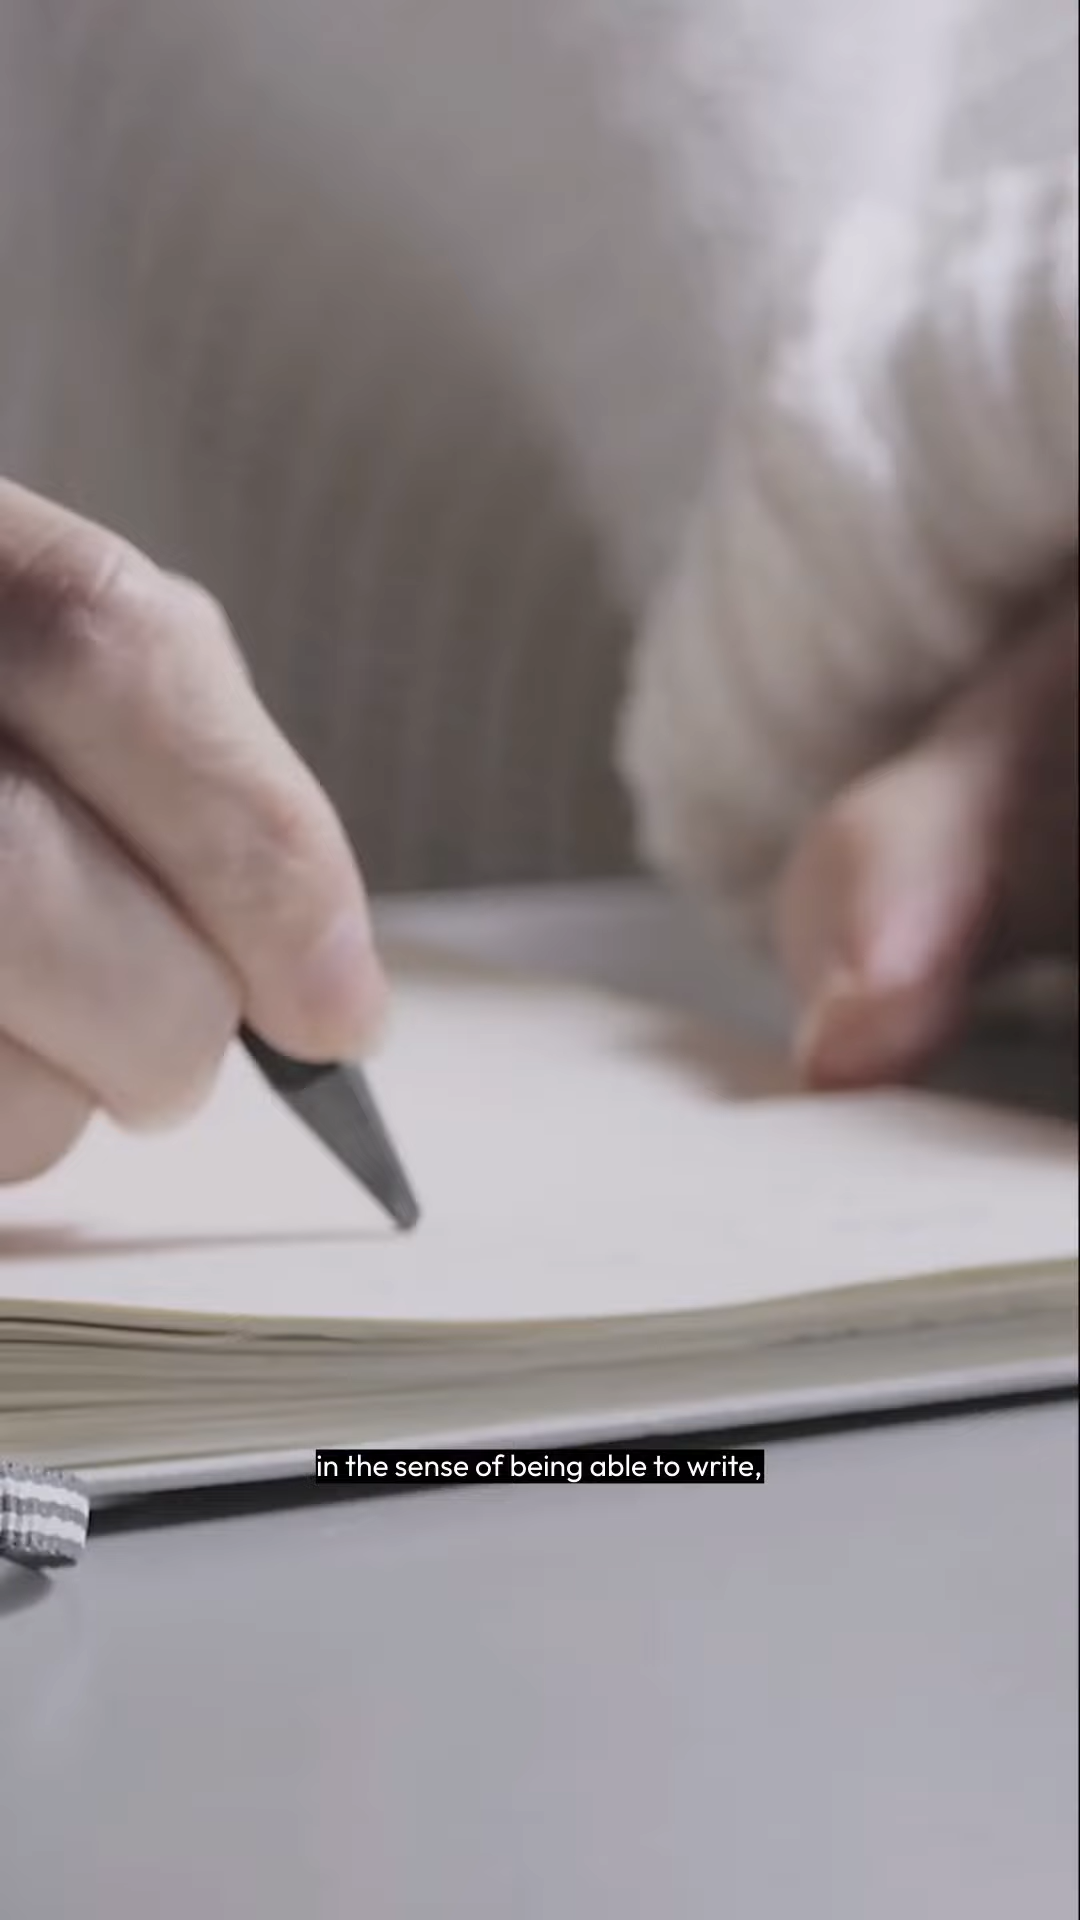 in the sense of being able to write,